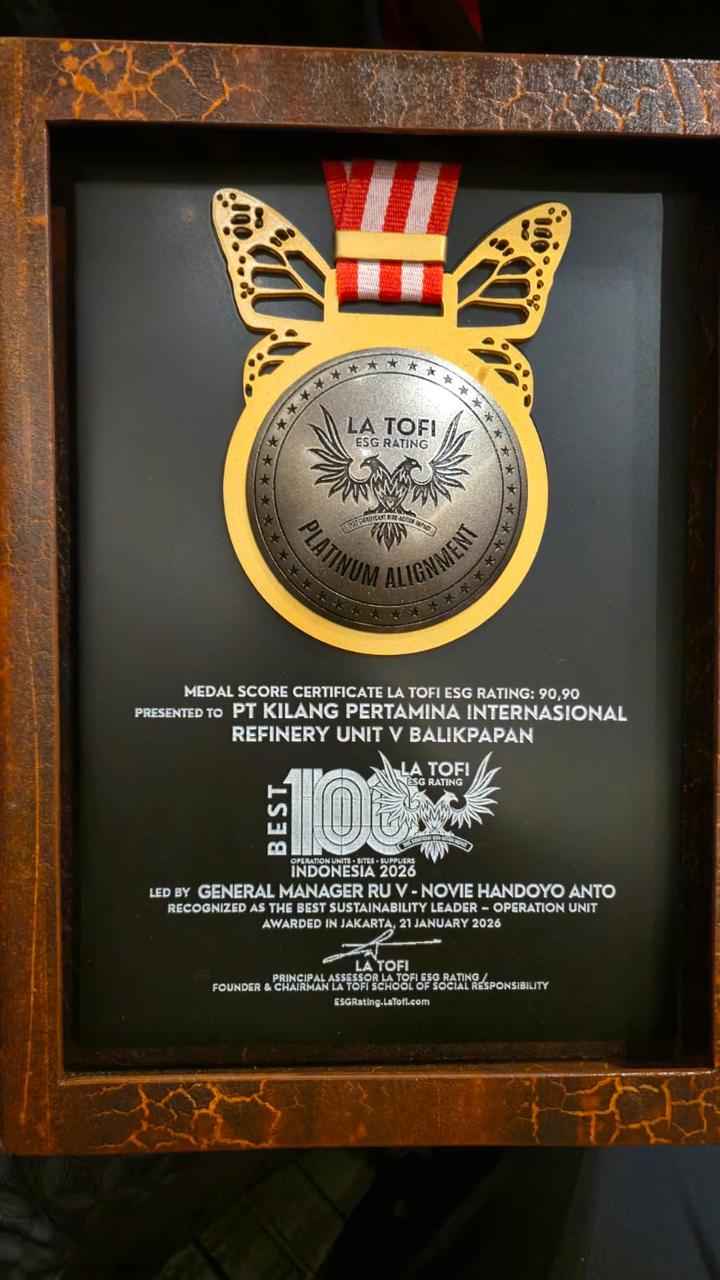 LA TOFI
ESG RATING
PLATINUM ALIGNMENT
MEDAL SCORE CERTIFICATE LA TOFI ESG RATING: 90,90
PRESENTED TO PT KILANG PERTAMINA INTERNASIONAL
REFINERY UNIT V BALIKPAPAN
BEST 100
LA TOFI
ESG RATING
OPERATION UNITS • SITES • SUPPLIERS
INDONESIA 2026
LED BY GENERAL MANAGER RU V - NOVIE HANDOYO ANTO
RECOGNIZED AS THE BEST SUSTAINABILITY LEADER – OPERATION UNIT
AWARDED IN JAKARTA, 21 JANUARY 2026
LA TOFI
PRINCIPAL ASSESSOR LA TOFI ESG RATING /
FOUNDER & CHAIRMAN LA TOFI SCHOOL OF SOCIAL RESPONSIBILITY
ESGRating.LaTofi.com